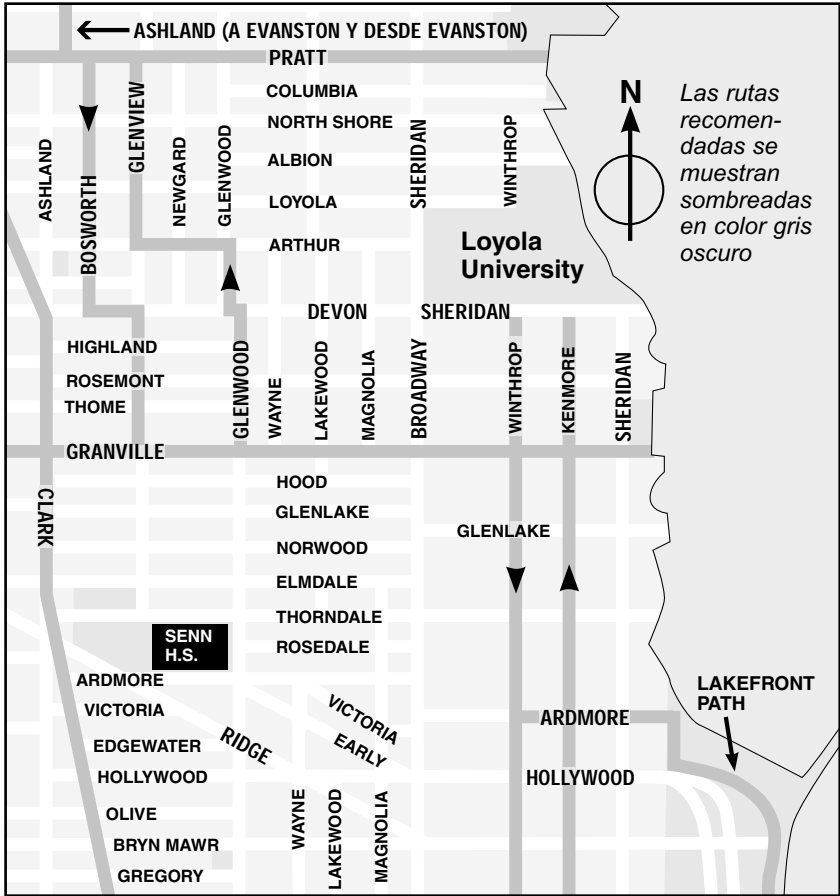 ASHLAND (A EVANSTON Y DESDE EVANSTON)
PRATT
COLUMBIA
NORTH SHORE
ALBION
LOYOLA
ARTHUR
ASHLAND
BOSWORTH
GLENVIEW
NEWGARD
GLENWOOD
SHERIDAN
WINTHROP
N
Las rutas
recomen-
dadas se
muestran
sombreadas
en color gris
oscuro
Loyola
University
DEVON
SHERIDAN
HIGHLAND
ROSEMONT
THOME
GLENWOOD
WAYNE
LAKEWOOD
MAGNOLIA
BROADWAY
WINTHROP
KENMORE
SHERIDAN
GRANVILLE
CLARK
HOOD
GLENLAKE
GLENLAKE
NORWOOD
ELMDALE
THORNDALE
ROSEDALE
SENN
H.S.
ARDMORE
VICTORIA
EDGEWATER
HOLLYWOOD
OLIVE
BRYN MAWR
GREGORY
RIDGE
VICTORIA
EARLY
WAYNE
LAKEWOOD
MAGNOLIA
ARDMORE
HOLLYWOOD
LAKEFRONT
PATH